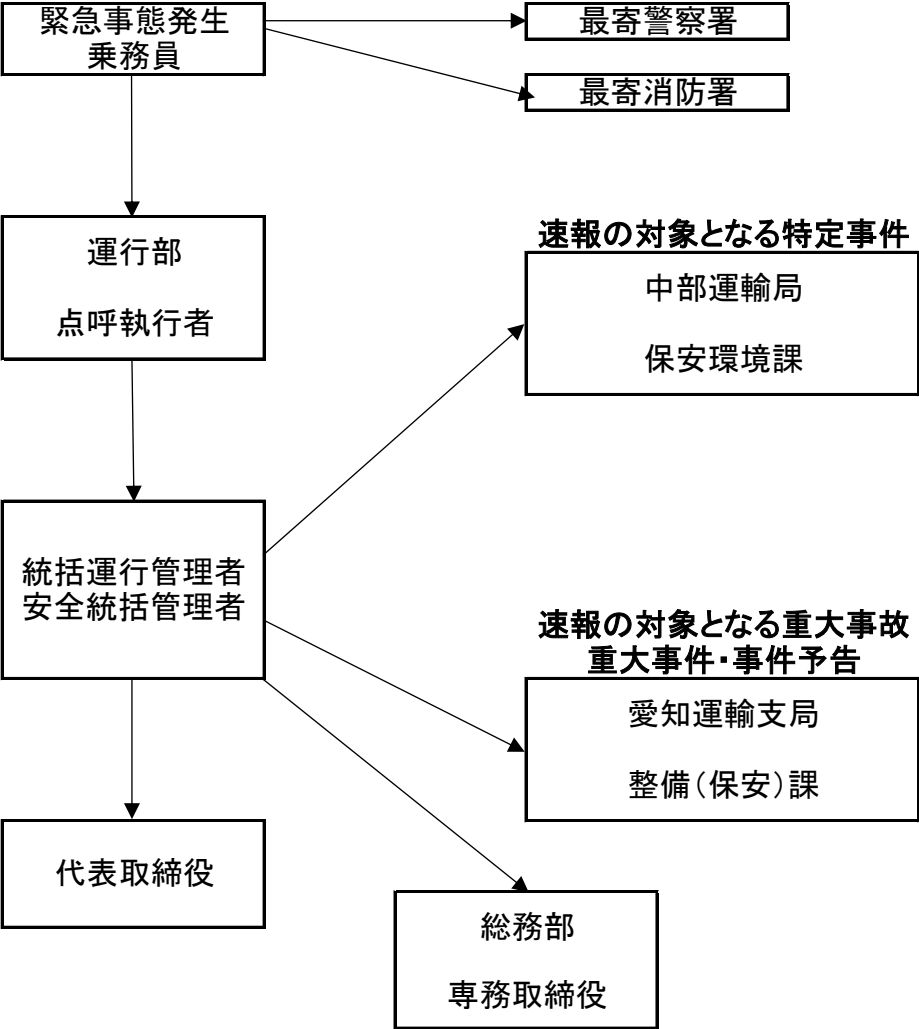 緊急事態発生
乗務員
最寄警察署
最寄消防署
運行部
点呼執行者
速報の対象となる特定事件
中部運輸局
保安環境課
統括運行管理者
安全統括管理者
速報の対象となる重大事故
重大事件・事件予告
愛知運輸支局
整備（保安）課
代表取締役
総務部
専務取締役